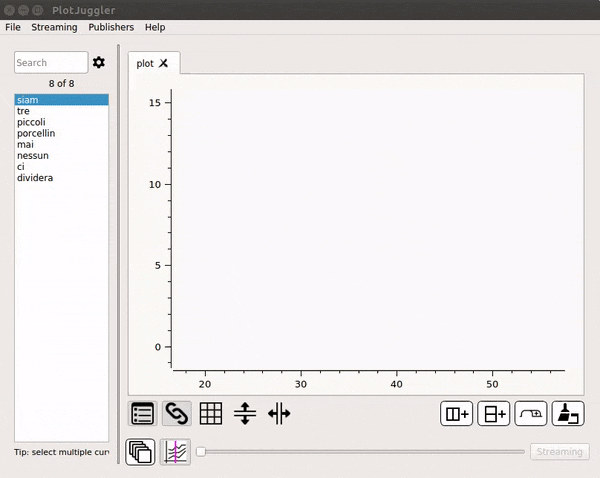 PlotJuggler
File Streaming Publishers Help
Search
8 of 8
siam
tre
piccoli
porcellin
mai
nessun
ci
dividera
Tip: select multiple cur
plot
15
10
5
0
20 30 40 50
Streaming